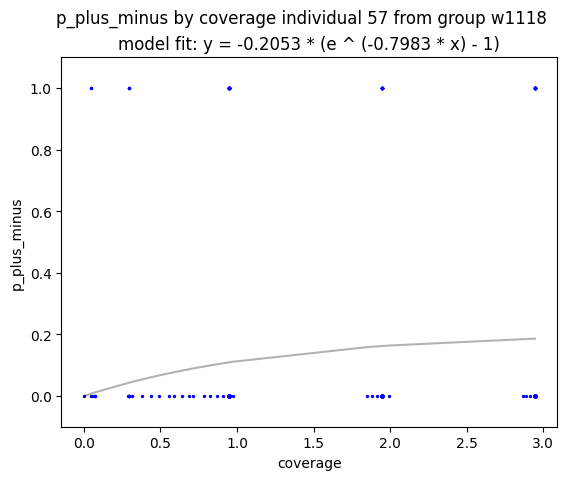 p_plus_minus by coverage individual 57 from group w1118
model fit: y = -0.2053 * (e ^ (-0.7983 * x) - 1)
1.0
0.8
0.6
0.4
0.2
0.0
p_plus_minus
0.0 0.5 1.0 1.5 2.0 2.5 3.0
coverage